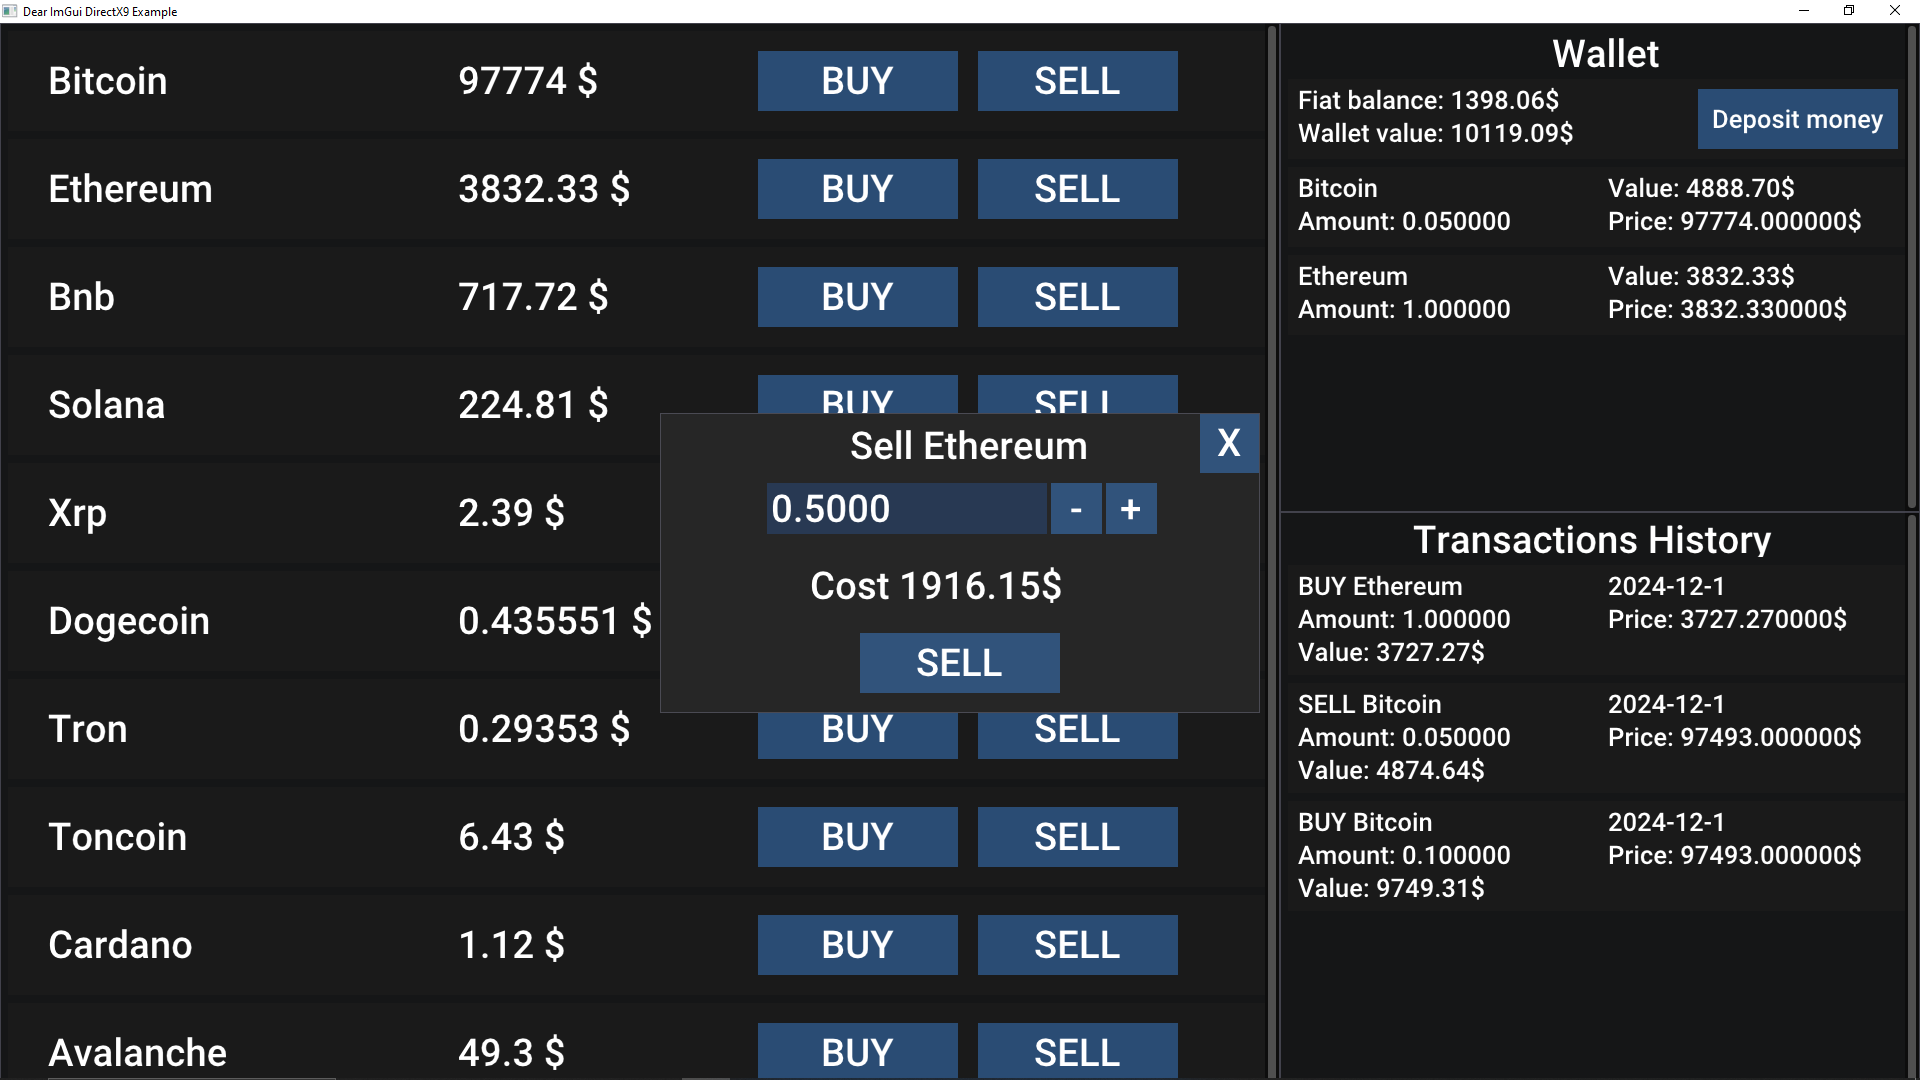 Dear ImGui DirectX9 Example
Bitcoin 97774 $ BUY SELL
Ethereum 3832.33 $ BUY SELL
Bnb 717.72 $ BUY SELL
Solana 224.81 $ BUY SELL
Xrp 2.39 $
Dogecoin 0.435551 $
Tron 0.29353 $ BUY SELL
Toncoin 6.43 $ BUY SELL
Cardano 1.12 $ BUY SELL
Avalanche 49.3 $ BUY SELL
Sell Ethereum X
0.5000 - +
Cost 1916.15$
SELL
Wallet
Fiat balance: 1398.06$
Wallet value: 10119.09$
Deposit money
Bitcoin Value: 4888.70$
Amount: 0.050000 Price: 97774.000000$
Ethereum Value: 3832.33$
Amount: 1.000000 Price: 3832.330000$
Transactions History
BUY Ethereum 2024-12-1
Amount: 1.000000 Price: 3727.270000$
Value: 3727.27$
SELL Bitcoin 2024-12-1
Amount: 0.050000 Price: 97493.000000$
Value: 4874.64$
BUY Bitcoin 2024-12-1
Amount: 0.100000 Price: 97493.000000$
Value: 9749.31$